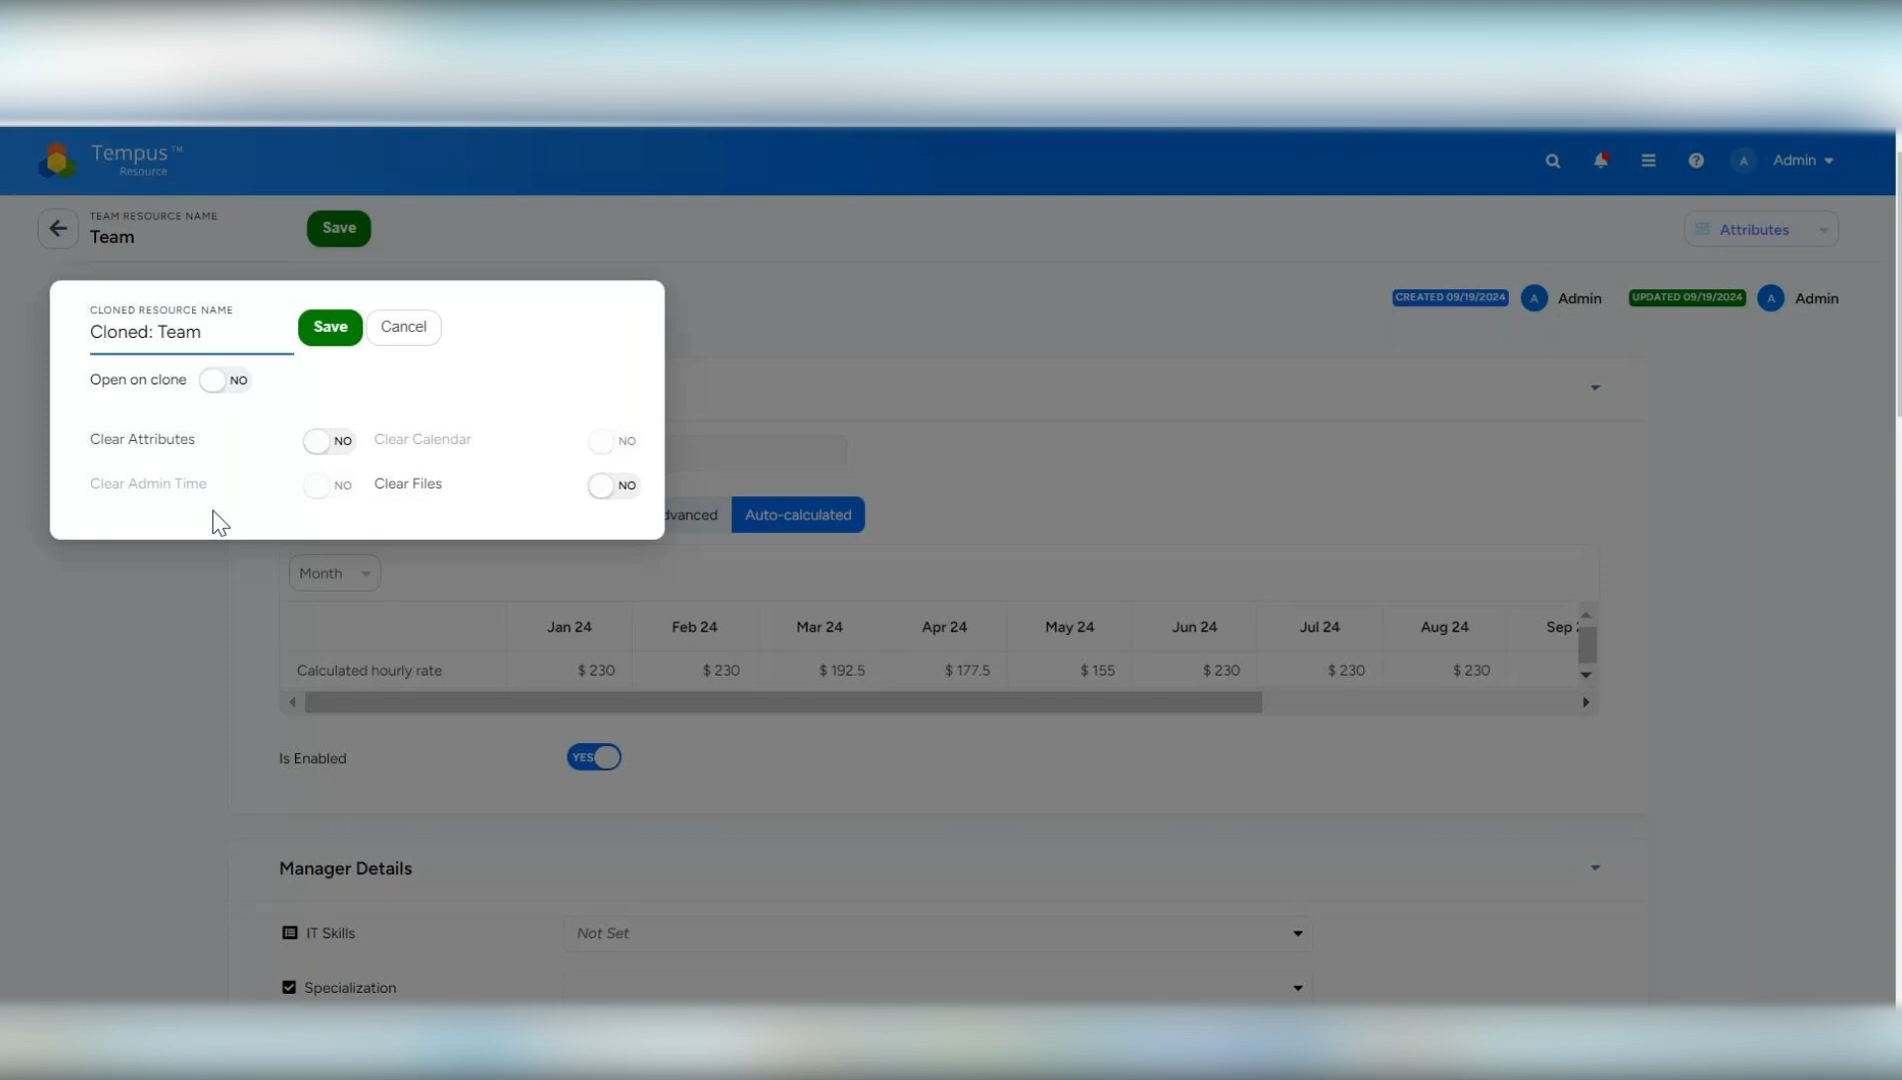 Tempus™
Resource
A Admin
TEAM RESOURCE NAME
Team
Save
Attributes
CLONED RESOURCE NAME
Cloned: Team
Save Cancel
CREATED 09/19/2024 A Admin UPDATED 09/19/2024 A Admin
Open on clone NO
Clear Attributes NO Clear Calendar NO
Clear Admin Time NO Clear Files NO
dvanced Auto-calculated
Month
Jan 24 Feb 24 Mar 24 Apr 24 May 24 Jun 24 Jul 24 Aug 24 Sep
Calculated hourly rate $ 230 $ 230 $ 192.5 $ 177.5 $ 155 $ 230 $ 230 $ 230
Is Enabled YES
Manager Details
IT Skills Not Set
Specialization